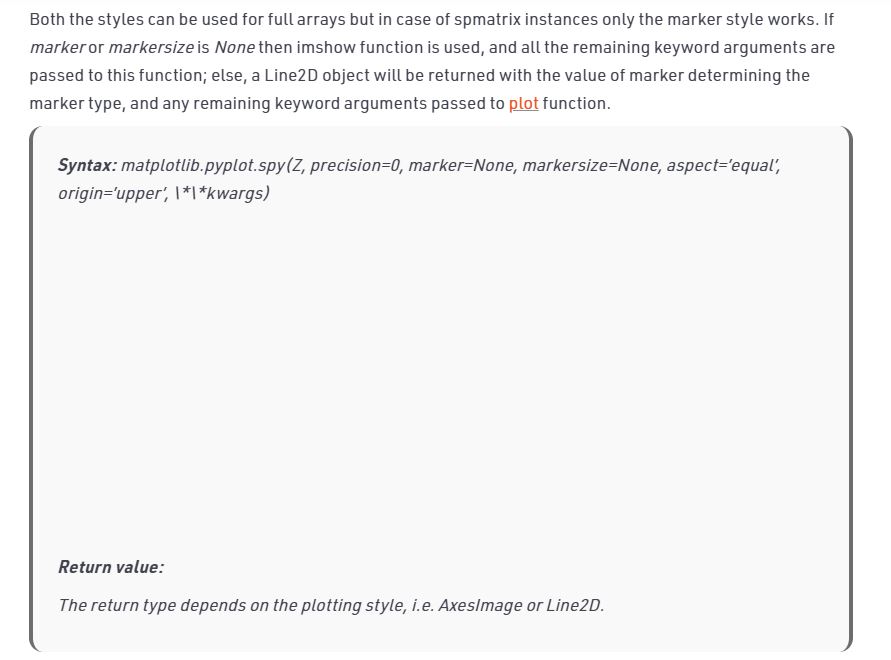 Both the styles can be used for full arrays but in case of spmatrix instances only the marker style works. If
marker or markersize is None then imshow function is used, and all the remaining keyword arguments are
passed to this function; else, a Line2D object will be returned with the value of marker determining the
marker type, and any remaining keyword arguments passed to plot function.
Syntax: matplotlib.pyplot.spy(Z, precision=0, marker=None, markersize=None, aspect=’equal’,
origin=’upper’, \*\*kwargs)
Return value:
The return type depends on the plotting style, i.e. AxesImage or Line2D.